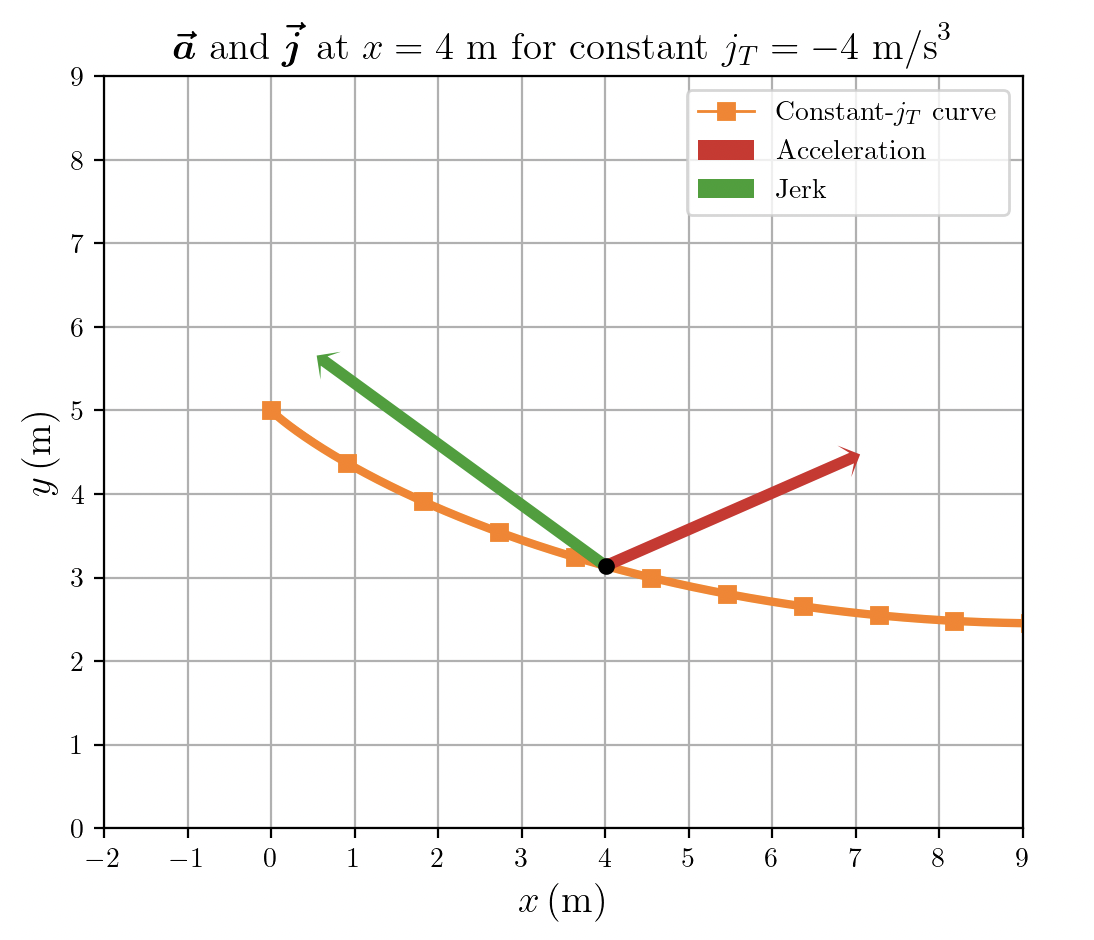 a⃗ and j⃗ at x = 4 m for constant j_T = −4 m/s³
9
8
7
6
5
4
3
2
1
0
y (m)
Constant-j_T curve
Acceleration
Jerk
−2 −1 0 1 2 3 4 5 6 7 8 9
x (m)